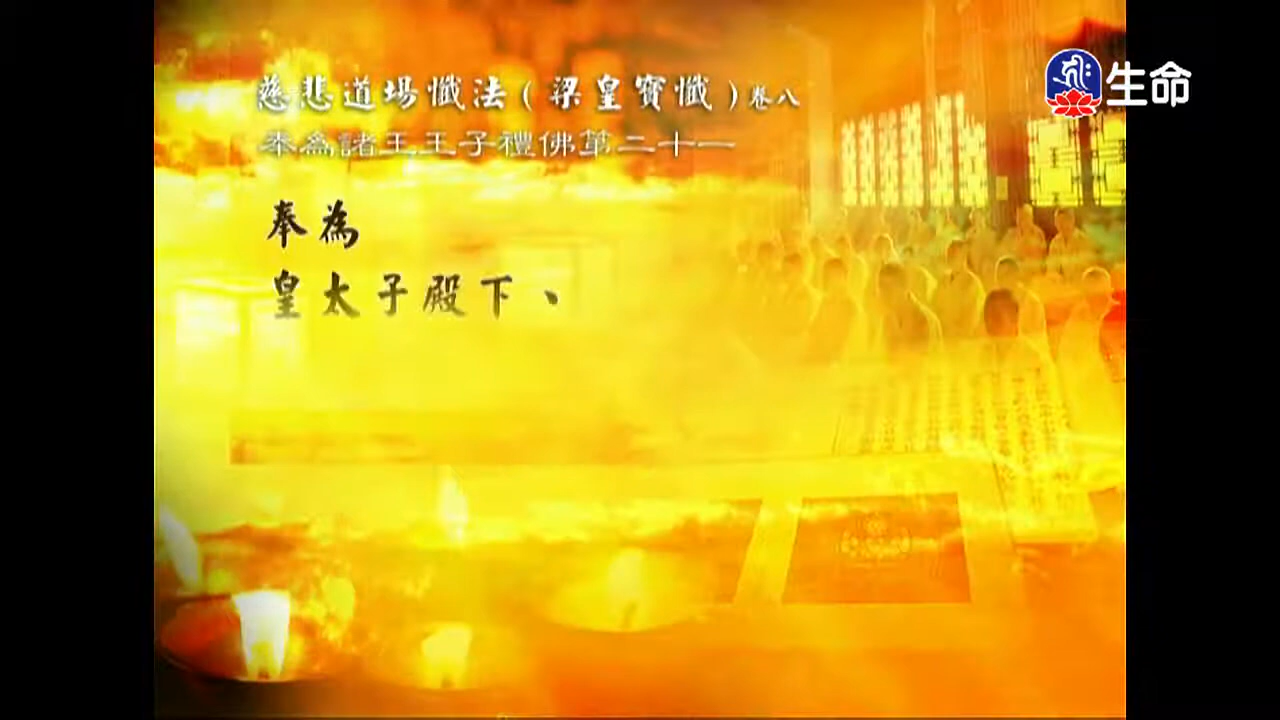 慈悲道場懺法(梁皇寶懺)卷八
生命
奉為諸王王子禮佛第二十一
奉為
皇太子殿下、